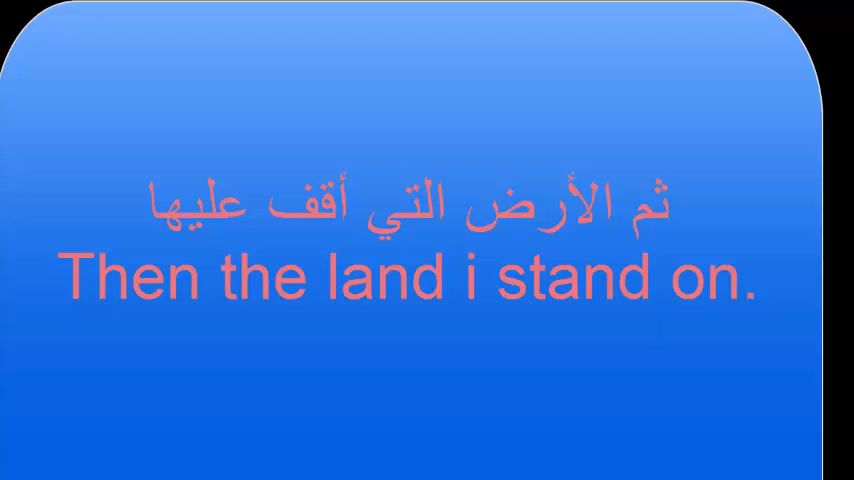 ثم الأرض التي أقف عليها
Then the land i stand on.